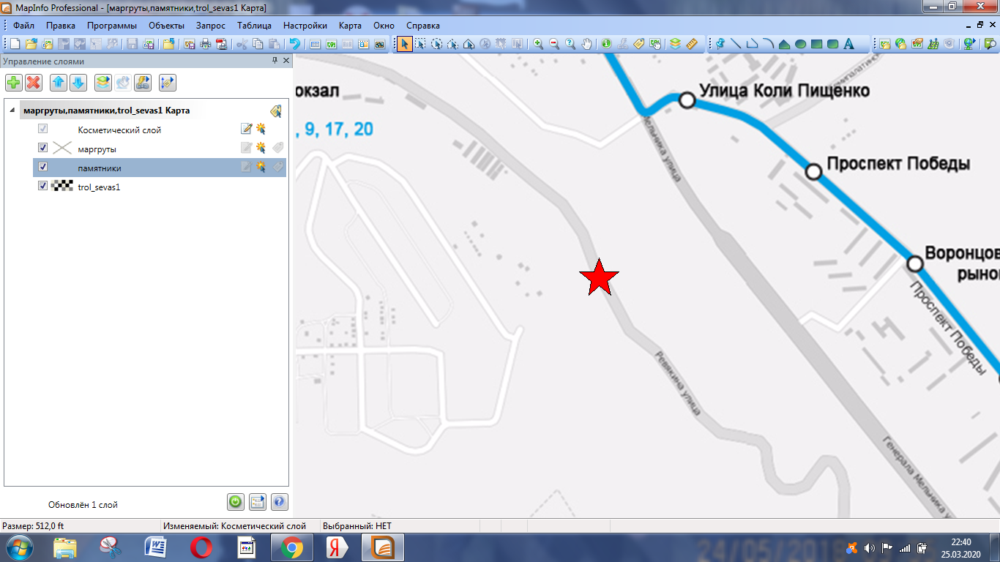 MapInfo Professional - [маргруты,памятники,trol_sevas1 Карта]
Файл Правка Программы Объекты Запрос Таблица Настройки Карта Окно Справка
Управление слоями
маргруты,памятники,trol_sevas1 Карта
Косметический слой
маргруты
памятники
trol_sevas1
Обновлён 1 слой
окзал
, 9, 17, 20
Улица Коли Пищенко
Мельника улица
Проспект Победы
Воронцов
рынок
Проспект Победы
Ревякина улица
Генерала Мельника у
Размер: 512,0 ft
Изменяемый: Косметический слой
Выбранный: НЕТ
22:40
25.03.2020
24/05/2018